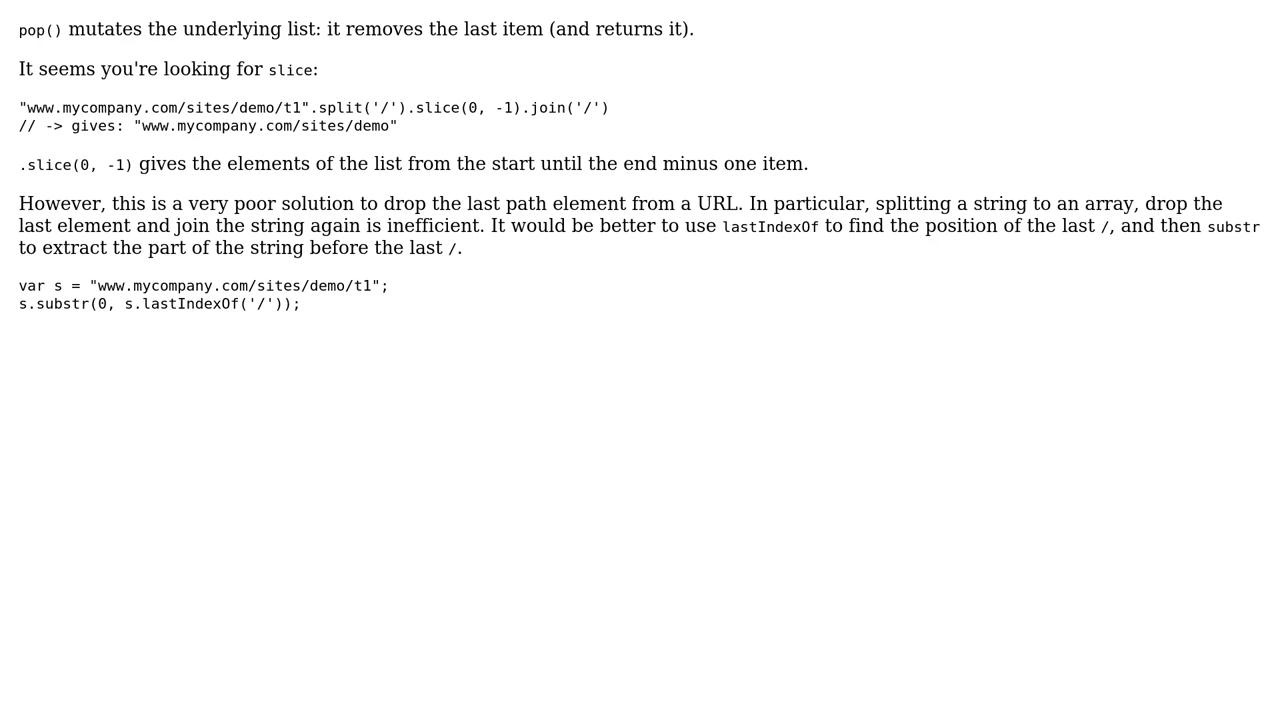 pop() mutates the underlying list: it removes the last item (and returns it).
It seems you're looking for slice:
"www.mycompany.com/sites/demo/t1".split('/').slice(0, -1).join('/')
// -> gives: "www.mycompany.com/sites/demo"
.slice(0, -1) gives the elements of the list from the start until the end minus one item.
However, this is a very poor solution to drop the last path element from a URL. In particular, splitting a string to an array, drop the
last element and join the string again is inefficient. It would be better to use lastIndexOf to find the position of the last /, and then substr
to extract the part of the string before the last /.
var s = "www.mycompany.com/sites/demo/t1";
s.substr(0, s.lastIndexOf('/'));